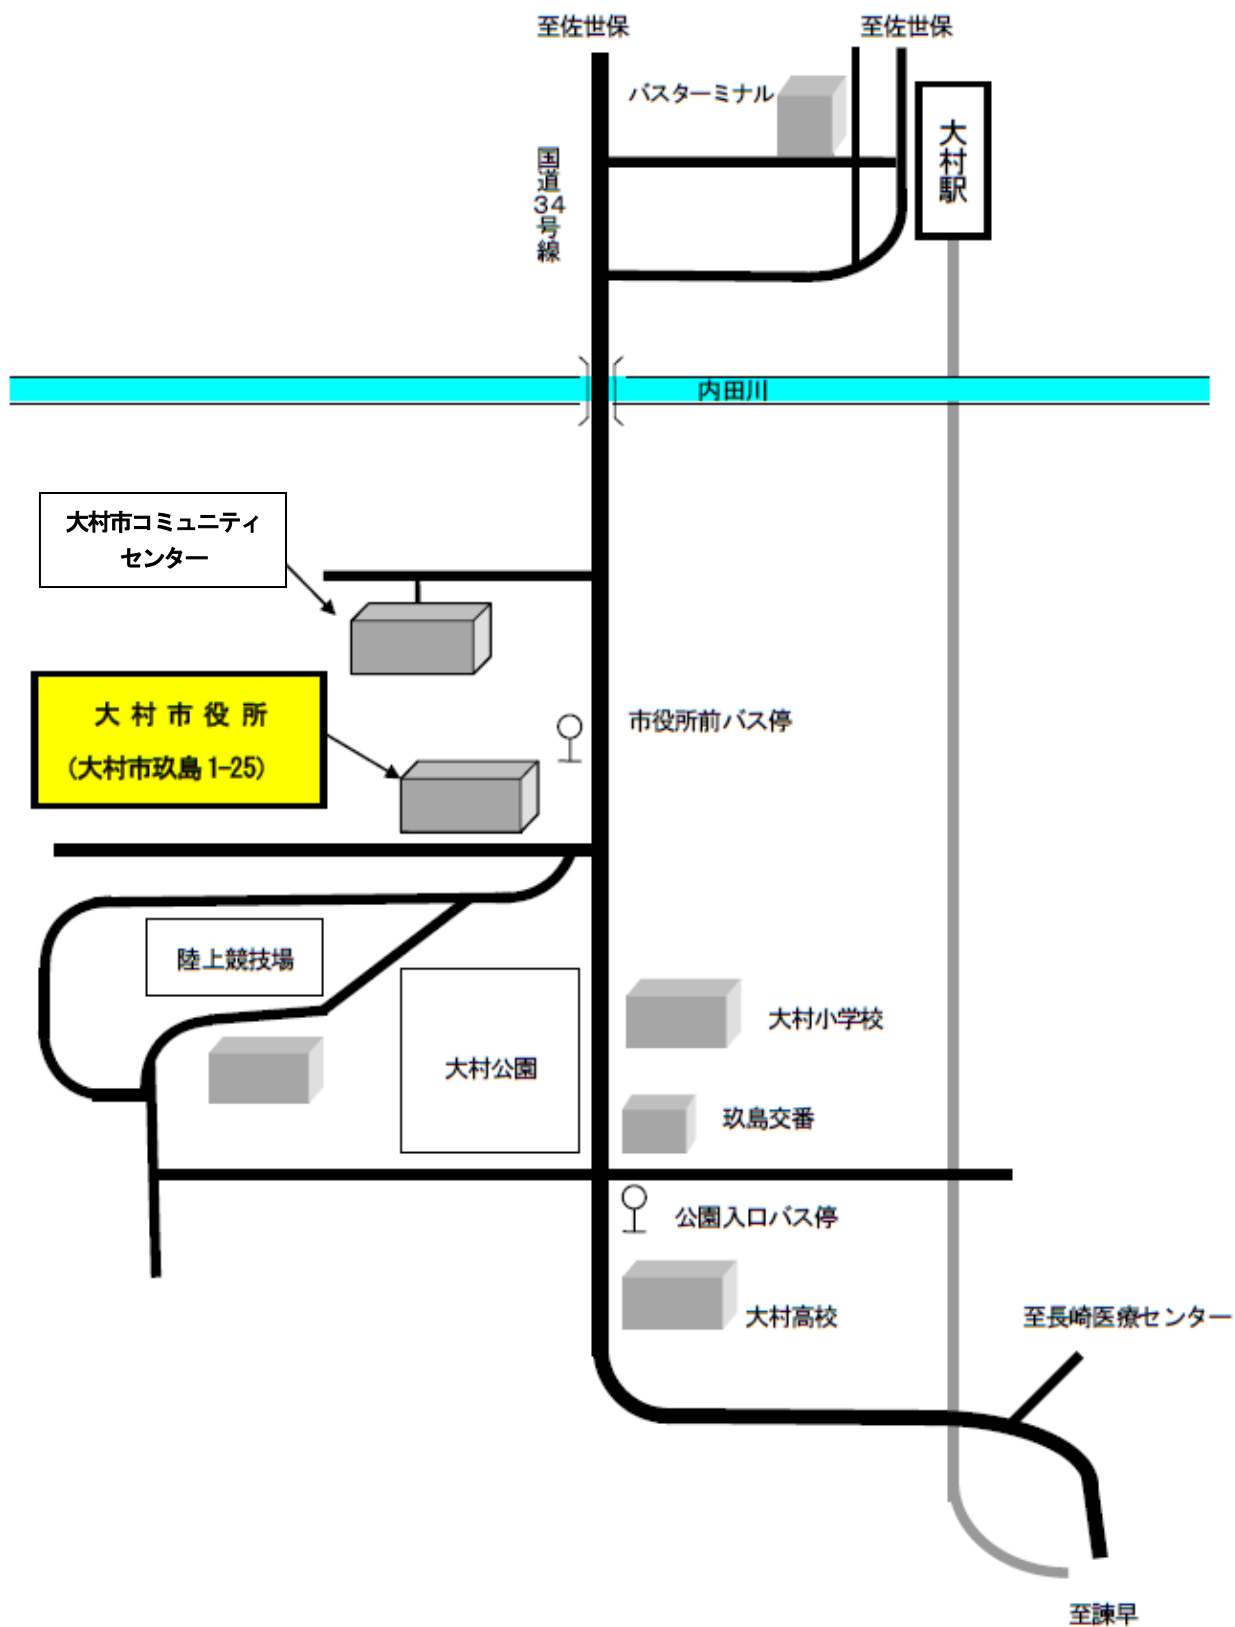 至佐世保
至佐世保
バスターミナル
大村駅
国道34号線
内田川
大村市コミュニティ
センター
大村市役所
(大村市玖島1-25)
市役所前バス停
陸上競技場
大村公園
大村小学校
玖島交番
公園入口バス停
大村高校
至長崎医療センター
至諫早